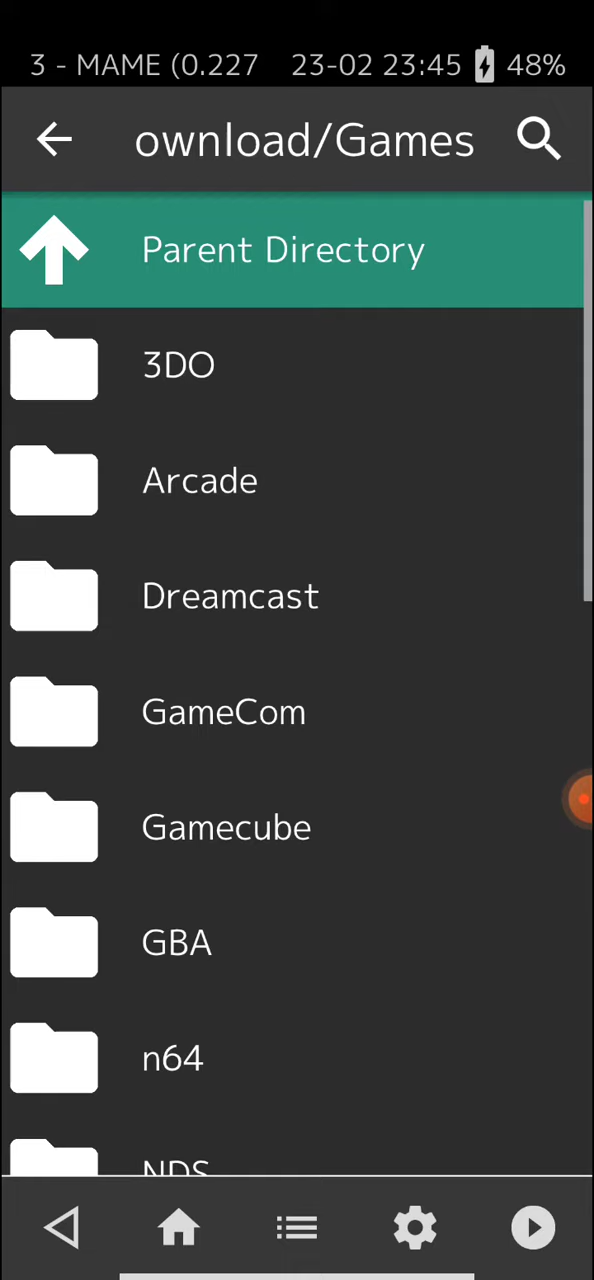 3 - MAME (0.227 23-02 23:45 48%
ownload/Games
Parent Directory
3DO
Arcade
Dreamcast
GameCom
Gamecube
GBA
n64
NDS